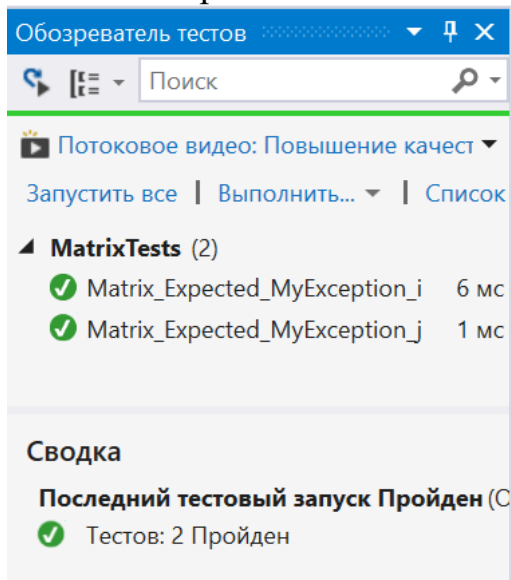 Обозреватель тестов
Поиск
Потоковое видео: Повышение качест
Запустить все | Выполнить... | Список
MatrixTests (2)
Matrix_Expected_MyException_i 6 мс
Matrix_Expected_MyException_j 1 мс
Сводка
Последний тестовый запуск Пройден (О
Тестов: 2 Пройден